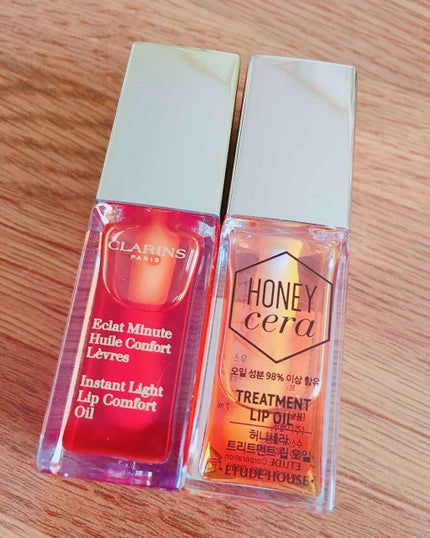 CLARINS
PARIS
Eclat Minute
Huile Confort
Lèvres
Instant Light
Lip Comfort
Oil
HONEY
cera
오일 성분 98% 이상 함유
TREATMENT
LIP OIL
허니세라
트리트먼트 립 오일
ETUDE HOUSE